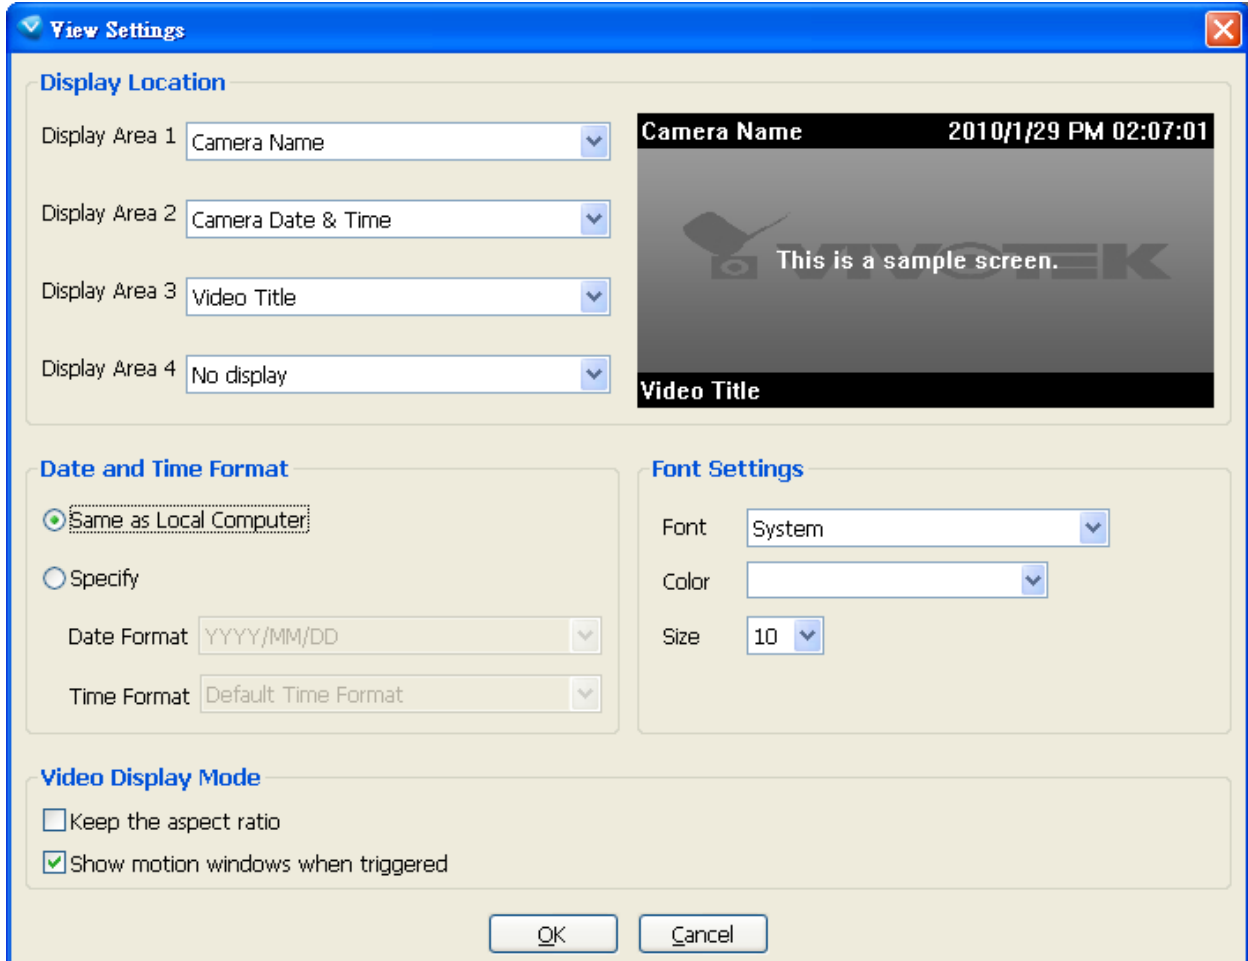 View Settings
Display Location
Display Area 1 Camera Name
Display Area 2 Camera Date & Time
Display Area 3 Video Title
Display Area 4 No display
Camera Name 2010/1/29 PM 02:07:01
VIVOTEK
This is a sample screen.
Video Title
Date and Time Format
Same as Local Computer
Specify
Date Format YYYY/MM/DD
Time Format Default Time Format
Font Settings
Font System
Color
Size 10
Video Display Mode
Keep the aspect ratio
Show motion windows when triggered
OK Cancel